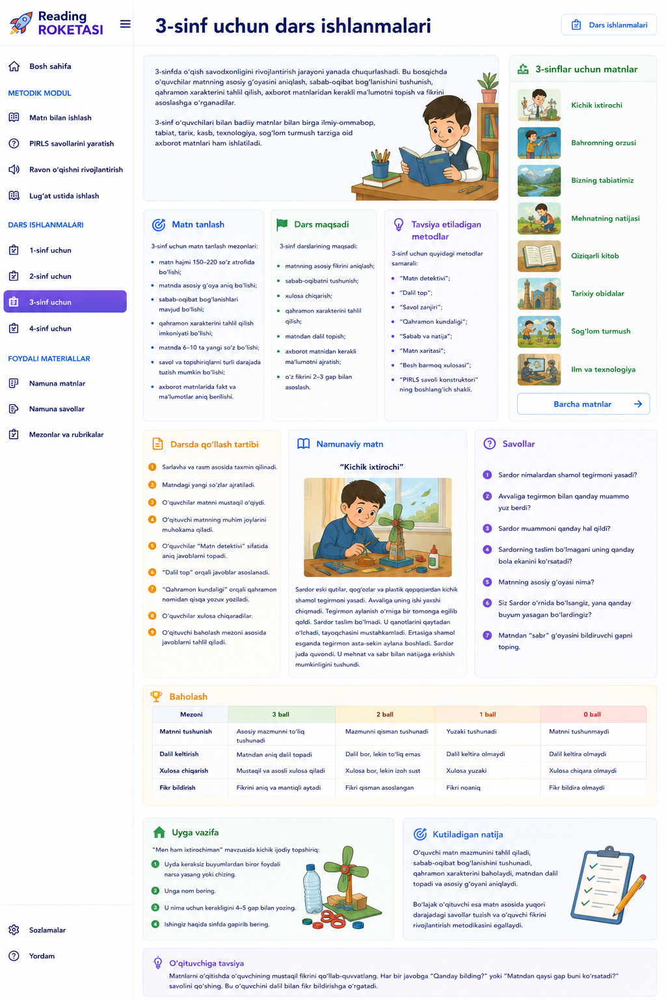 Reading
ROKETASI
3-sinf uchun dars ishlanmalari
Dars ishlanmalari
Bosh sahifa
METODIK MODUL
Matn bilan ishlash
PIRLS savollarini yaratish
Ravon o‘qishni rivojlantirish
Lug‘at ustida ishlash
DARS ISHLANMALARI
1-sinf uchun
2-sinf uchun
3-sinf uchun
4-sinf uchun
FOYDALI MATERIALLAR
Namuna matnlar
Namuna savollar
Mezonlar va rubrikalar
Sozlamalar
Yordam
3-sinfda o‘qish savodxonligini rivojlantirish jarayoni yanada chuqurlashadi. Bu bosqichda
o‘quvchilar matnning asosiy g‘oyasini aniqlash, sabab-oqibat bog‘lanishini tushunish,
qahramon xarakterini tahlil qilish, axborot matnlaridan kerakli ma’lumotni topish va fikrini
asoslashga o‘rganadilar.
3-sinf o‘quvchilari bilan badiiy matnlar bilan birga ilmiy-ommabop,
tabiat, tarix, kasb, texnologiya, sog‘lom turmush tarziga oid
axborot matnlari ham ishlatiladi.
3-sinflar uchun matnlar
Kichik ixtirochi
Bahromning orzusi
Bizning tabiatimiz
Mehnatning natijasi
Qiziqarli kitob
Tarixiy obidalar
Sog‘lom turmush
Ilm va texnologiya
Barcha matnlar
Matn tanlash
3-sinf uchun matn tanlash mezonlari:
• matn hajmi 150–220 so‘z atrofida
bo‘lishi;
• matnda asosiy g‘oya aniq bo‘lishi;
• sabab-oqibat bog‘lanishlari
mavjud bo‘lishi;
• qahramon xarakterini tahlil qilish
imkoniyati bo‘lishi;
• matnda 6–10 ta yangi so‘z bo‘lishi;
• savol va topshiriqlarni turli darajada
tuzish mumkin bo‘lishi;
• axborot matnlarida fakt va
ma’lumotlar aniq berilishi.
Dars maqsadi
3-sinf darslarining maqsadi:
• matnning asosiy fikrini aniqlash;
• sabab-oqibatni tushunish;
• xulosa chiqarish;
• qahramon xarakterini tahlil
qilish;
• matndan dalil topish;
• axborot matnidan kerakli
ma’lumotni ajratish;
• o‘z fikrini 2–3 gap bilan
asoslash.
Tavsiya etiladigan
metodlar
3-sinf uchun quyidagi metodlar
samarali:
• “Matn detektivi”;
• “Dalil top”;
• “Savol zanjiri”;
• “Qahramon kundaligi”;
• “Sabab va natija”;
• “Matn xaritasi”;
• “Besh barmoq xulosasi”;
• “PIRLS savoli konstruktori”
ning boshlang‘ich shakli.
Darsda qo‘llash tartibi
1 Sarlavha va rasm asosida taxmin qilinadi.
2 Matndagi yangi so‘zlar ajratiladi.
3 O‘quvchilar matnni mustaqil o‘qiydi.
4 O‘qituvchi matnning muhim joylarini
muhokama qiladi.
5 O‘quvchilar “Matn detektivi” sifatida
aniq javoblarni topadi.
6 “Dalil top” orqali javoblar asoslanadi.
7 “Qahramon kundaligi” orqali qahramon
nomidan qisqa yozux yoziladi.
8 O‘quvchilar xulosa chiqaradilar.
9 O‘qituvchi baholash mezoni asosida
javoblarni tahlil qiladi.
Namunaviy matn
“Kichik ixtirochi”
Sardor eski qutilar, qog‘ozlar va plastik qopqqlardan kichik
shamol tegirmoni yasadi. Avvaliga uning ishi yaxshi
chiqmadi. Tegirmon aylanish o‘rniga bir tomonga egilib
qoldi. Sardor taslim bo‘lmadi. U qanotlarini qaytadan
o‘lchadi, tayoqchasini mustahkamladi. Ertasiga shamol
esganda tegirmon asta-sekin aylana boshladi. Sardor
juda quvondi. U mehnat va sabr bilan natijaga erishish
mumkinligini tushundi.
Savollar
1 Sardor nimalardan shamol tegirmoni yasadi?
2 Avvaliga tegirmon bilan qanday muammo
yuz berdi?
3 Sardor muammoni qanday hal qildi?
4 Sardorning taslim bo‘lmagani uning qanday
bola ekanini ko‘rsatadi?
5 Matnning asosiy g‘oyasi nima?
6 Siz Sardor o‘rnida bo‘lsangiz, yana qanday
buyum yasagan bo‘lardingiz?
7 Matndan “sabr” g‘oyasini bildiruvchi gapni
toping.
Baholash
Mezoni 3 ball 2 ball 1 ball 0 ball
Matnni tushunish Asosiy mazmunni to‘liq Mazmunni qisman tushunadi Yuzaki tushunadi Matnni tushunmaydi
tushunadi
Dalil keltirish Matndan aniq dalil topadi Dalil bor, lekin to‘liq emas Dalil keltira olmaydi Dalil keltira olmaydi
Xulosa chiqarish Mustaqil va asosli xulosa qiladi Xulosa bor, lekin izoh sust Xulosa yuzaki Xulosa chiqara olmaydi
Fikr bildirish Fikrini aniq va mantiqli aytadi Fikri qisman asoslangan Fikri noaniq Fikr bildira olmaydi
Uyga vazifa
“Men ham ixtirochiman” mavzusida kichik ijodiy topshiriq:
1 Uyda keraksiz buyumlardan biror foydali
narsa yasang yoki chizing.
2 Unga nom bering.
3 U nima uchun kerakligini 4–5 gap bilan yozing.
4 Ishingiz haqida sinfda gapirib bering.
Kutiladigan natija
O‘quvchi matn mazmunini tahlil qiladi,
sabab-oqibat bog‘lanishini tushunadi,
qahramon xarakterini baholaydi, matndan dalil
topadi va asosiy g‘oyani aniqlaydi.
Bo‘lajak o‘qituvchi esa matn asosida yuqori
darajadagi savollar tuzish va o‘quvchi fikrini
rivojlantirish metodikasini egallaydi.
O‘qituvchiga tavsiya
Matnlarni o‘qitishda o‘quvchining mustaqil fikrini qo‘llab-quvvatlang. Har bir javobga “Qanday bilding?” yoki “Matndan qaysi gap buni ko‘rsatadi?”
savolini qo‘shing. Bu o‘quvchini dalil bilan fikr bildirishga o‘rgatadi.